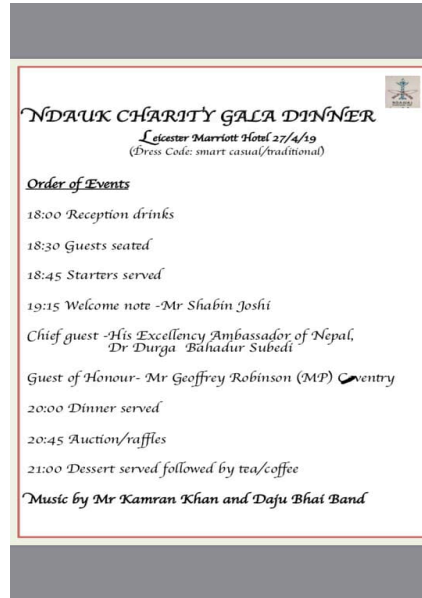 NDAUK CHARITY GALA DINNER
Leicester Marriott Hotel 27/4/19
(Dress Code: smart casual/traditional)
Order of Events
18:00 Reception drinks
18:30 Guests seated
18:45 Starters served
19:15 Welcome note -Mr Shabin Joshi
Chief guest -His Excellency Ambassador of Nepal,
Dr Durga Bahadur Subedi
Guest of Honour- Mr Geoffrey Robinson (MP) Coventry
20:00 Dinner served
20:45 Auction/raffles
21:00 Dessert served followed by tea/coffee
Music by Mr Kamran Khan and Daju Bhai Band